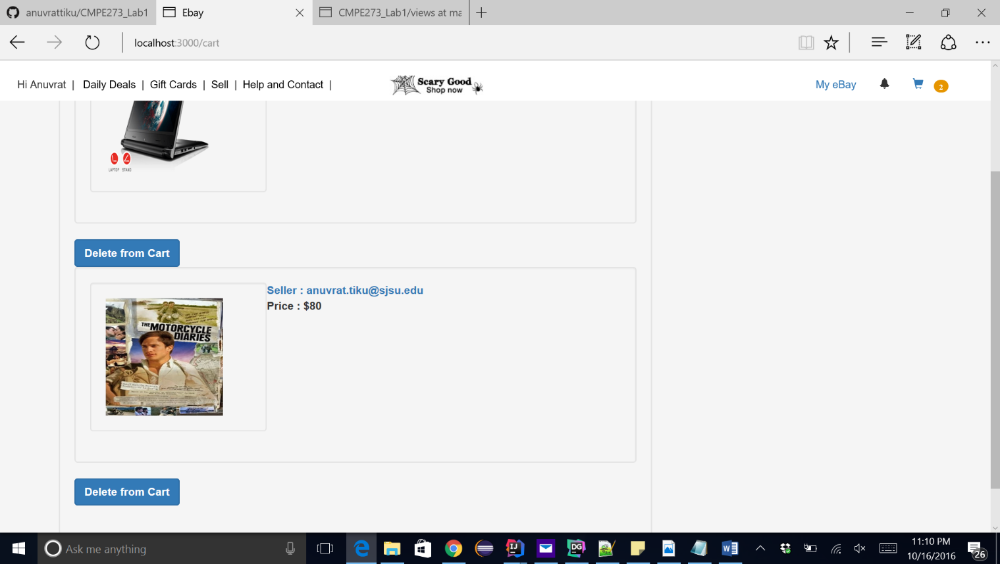 anuvrattiku/CMPE273_Lab1
Ebay
CMPE273_Lab1/views at ma
localhost:3000/cart
Hi Anuvrat | Daily Deals | Gift Cards | Sell | Help and Contact |
Scary Good
Shop now
My eBay
2
LAPTOP STAND
Delete from Cart
Seller : anuvrat.tiku@sjsu.edu
Price : $80
THE MOTORCYCLE
DIARIES
Delete from Cart
Ask me anything
11:10 PM
10/16/2016
26